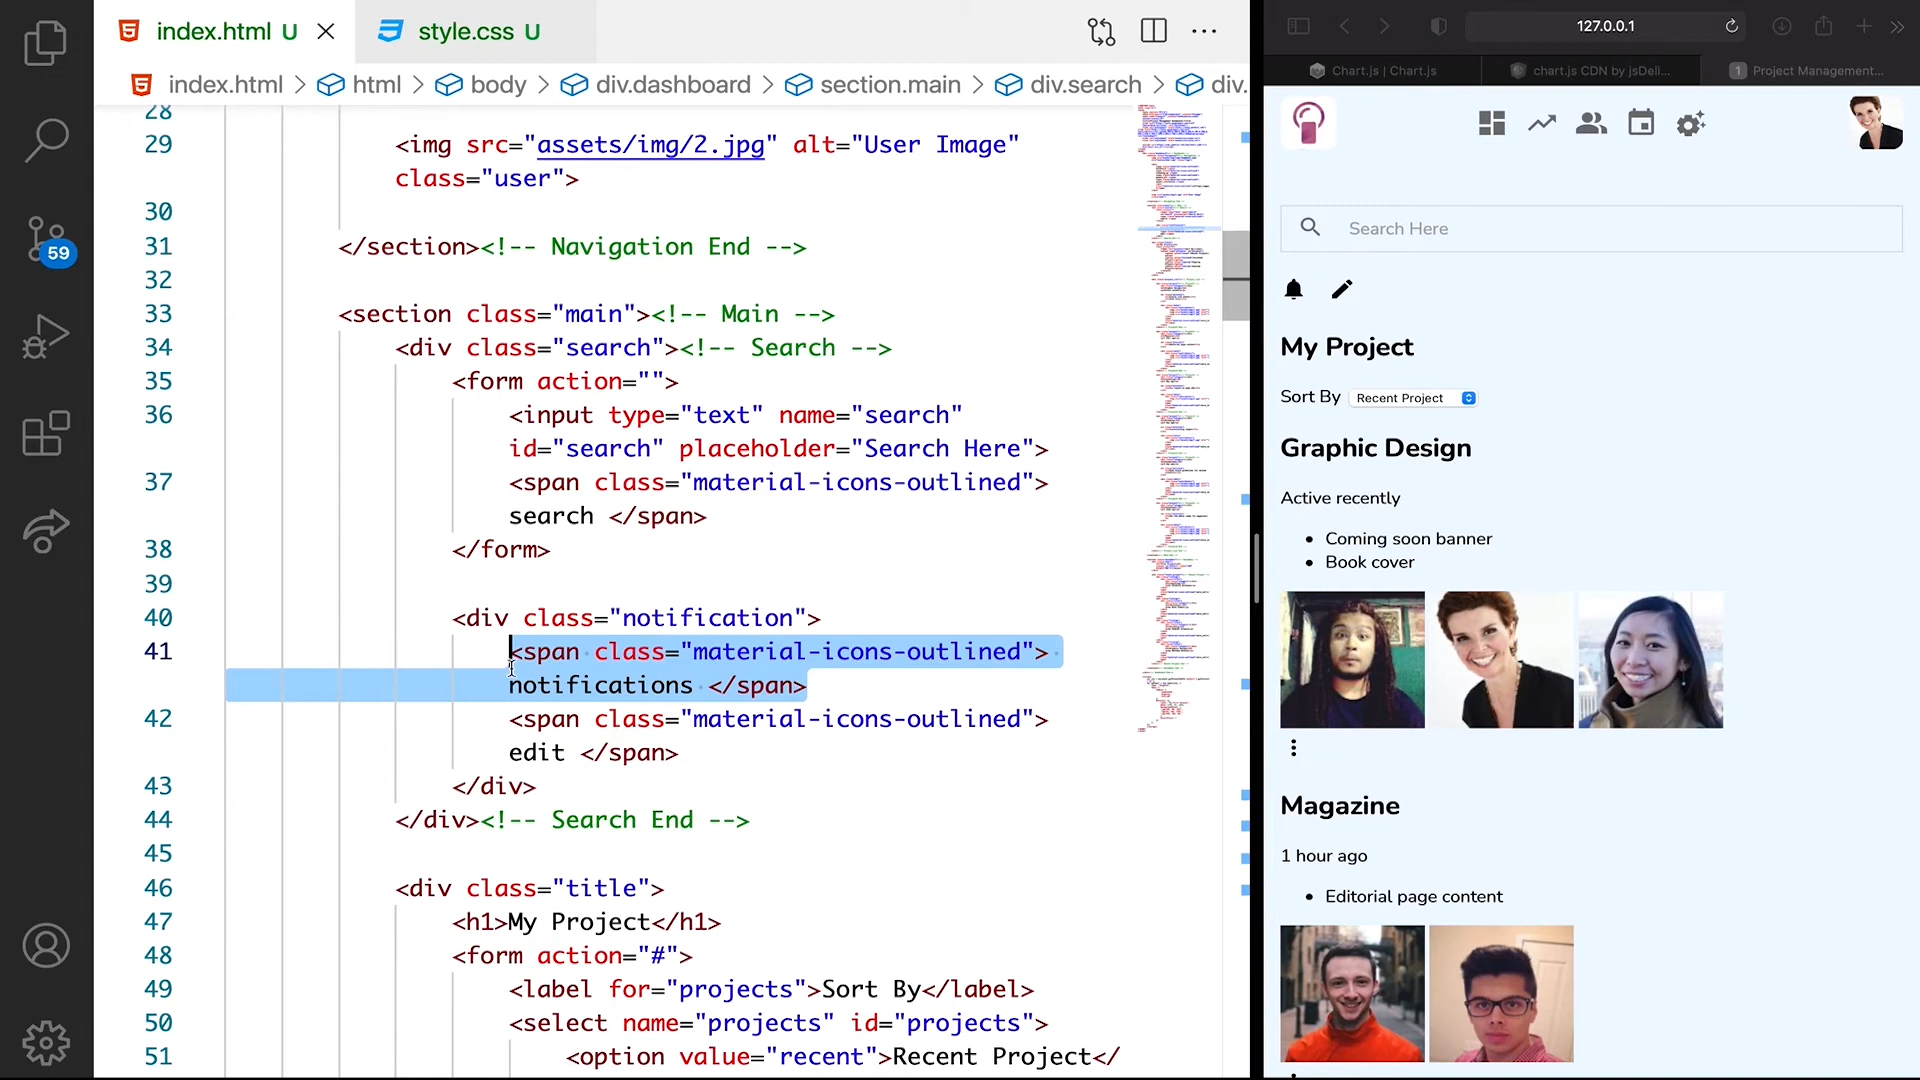 index.html U
style.css U
index.html > html > body > div.dashboard > section.main > div.search > div.
28
29 <img src="assets/img/2.jpg" alt="User Image"
class="user">
30
31 </section><!-- Navigation End -->
32
33 <section class="main"><!-- Main -->
34 <div class="search"><!-- Search -->
35 <form action="">
36 <input type="text" name="search"
id="search" placeholder="Search Here">
37 <span class="material-icons-outlined">
search </span>
38 </form>
39
40 <div class="notification">
41 <span class="material-icons-outlined">
notifications </span>
42 <span class="material-icons-outlined">
edit </span>
43 </div>
44 </div><!-- Search End -->
45
46 <div class="title">
47 <h1>My Project</h1>
48 <form action="#">
49 <label for="projects">Sort By</label>
50 <select name="projects" id="projects">
51 <option value="recent">Recent Project</
59
127.0.0.1
Chart.js | Chart.js
chart.js CDN by jsDeli...
1 Project Management...
Search Here
My Project
Sort By Recent Project
Graphic Design
Active recently
• Coming soon banner
• Book cover
Magazine
1 hour ago
• Editorial page content